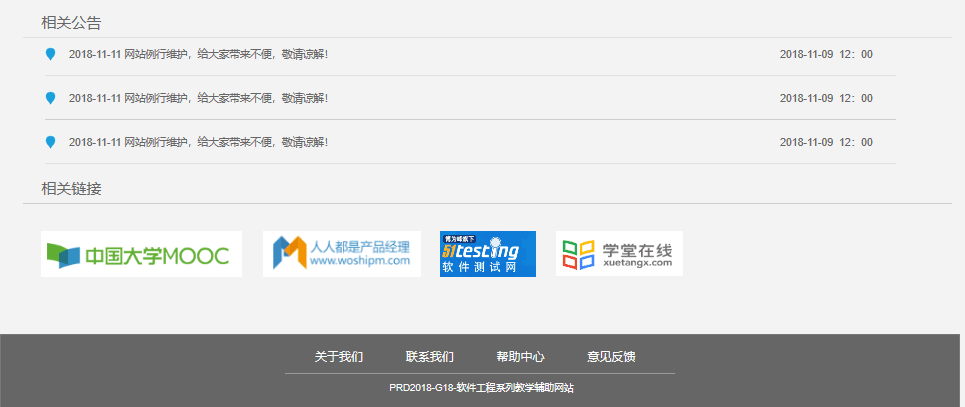 相关公告
2018-11-11 网站例行维护，给大家带来不便，敬请谅解！ 2018-11-09 12：00
2018-11-11 网站例行维护，给大家带来不便，敬请谅解！ 2018-11-09 12：00
2018-11-11 网站例行维护，给大家带来不便，敬请谅解！ 2018-11-09 12：00
相关链接
中国大学MOOC
人人都是产品经理
www.woshipm.com
博为峰旗下
51testing
软件测试网
学堂在线
xuetangx.com
关于我们 联系我们 帮助中心 意见反馈
PRD2018-G18-软件工程系列教学辅助网站